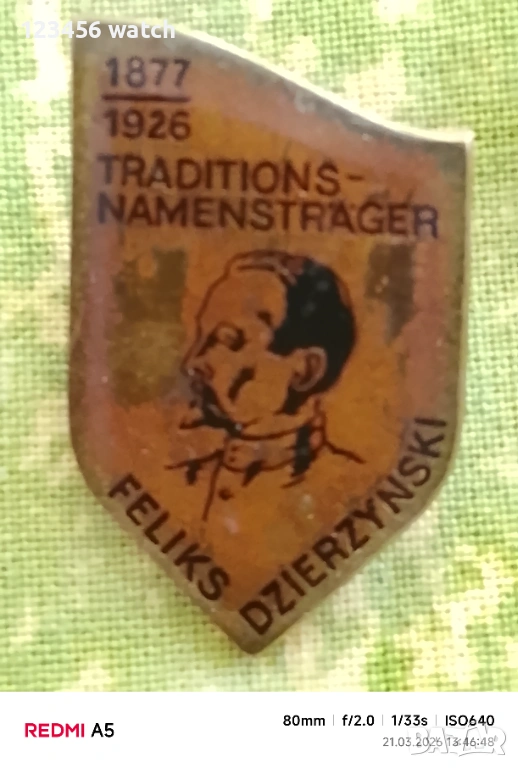 123456 watch
1877
1926
TRADITIONS-
NAMENSTRÄGER
FELIKS DZIERZYNSKI
REDMI A5
80mm | f/2.0 | 1/33s | ISO640
21.03.2026 13:46:48